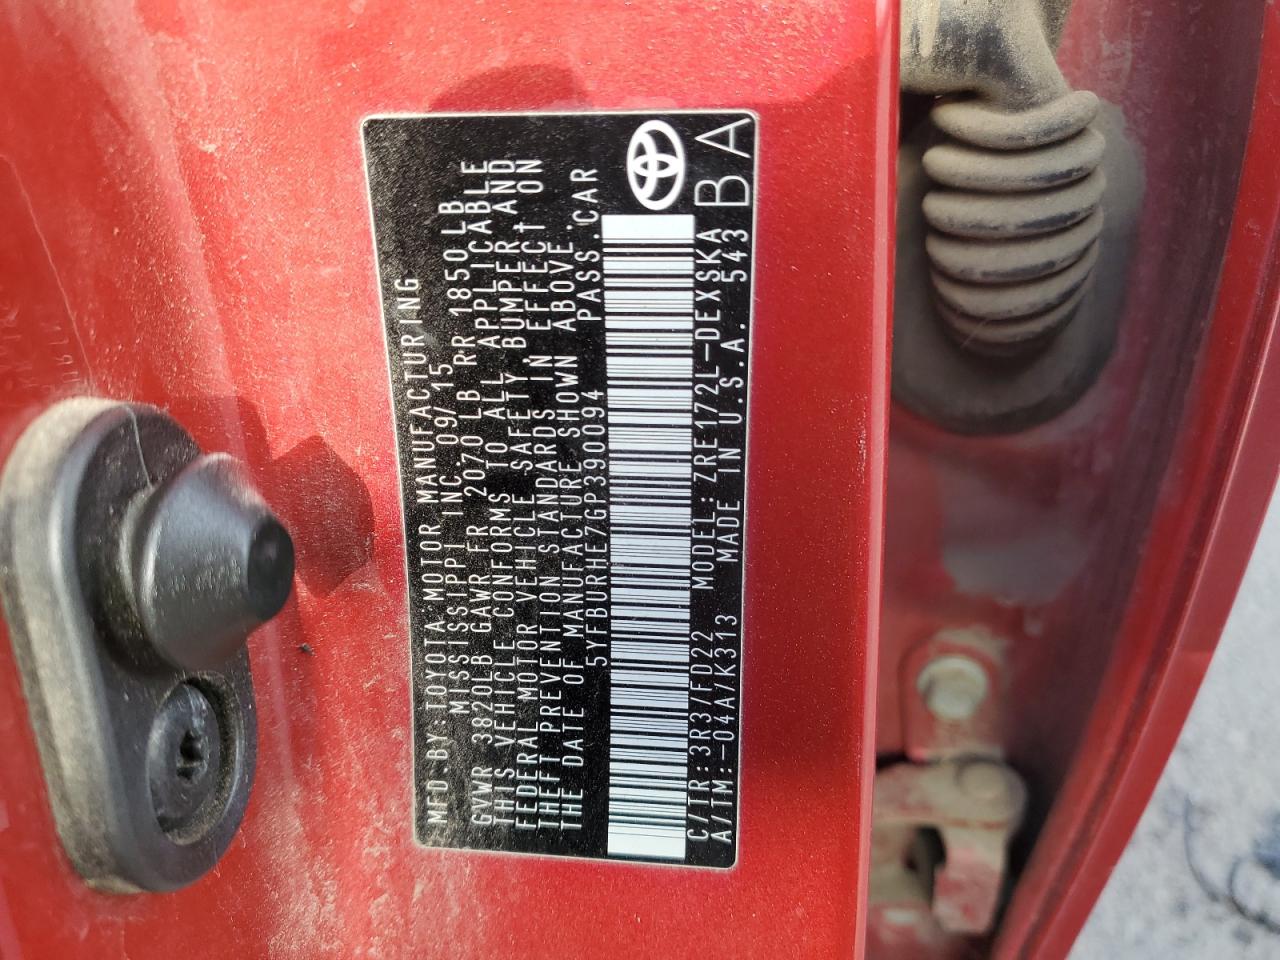 MFD. BY: TOYOTA MOTOR MANUFACTURING
MISSISSIPPI INC. 09/15
GVWR 3820LB GAWR FR 2070LB RR 1850LB
THIS VEHICLE CONFORMS TO ALL APPLICABLE
FEDERAL MOTOR VEHICLE SAFETY, BUMPER, AND
THEFT PREVENTION STANDARDS IN EFFECT ON
THE DATE OF MANUFACTURE SHOWN ABOVE.
5YFBURHE7GP390094 PASS. CAR
C/TR: 3R3/FD22 MODEL: ZRE172L-DEXSKA
A/TM: -04A/K313 MADE IN U.S.A. 543
BA